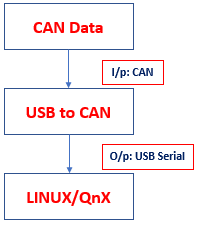 CAN Data
I/p: CAN
USB to CAN
O/p: USB Serial
LINUX/QnX